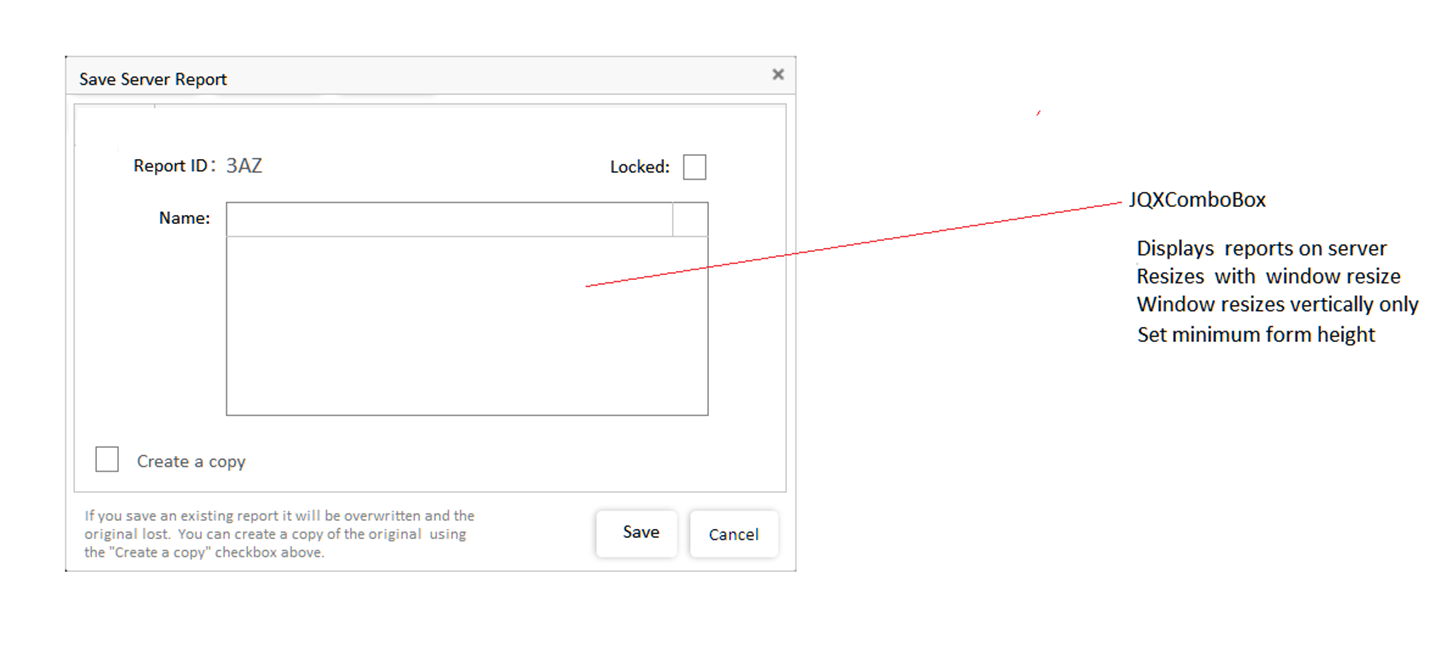 Save Server Report
Report ID: 3AZ
Locked:
Name:
Create a copy
If you save an existing report it will be overwritten and the
original lost. You can create a copy of the original using
the "Create a copy" checkbox above.
Save
Cancel
JQXComboBox
Displays reports on server
Resizes with window resize
Window resizes vertically only
Set minimum form height